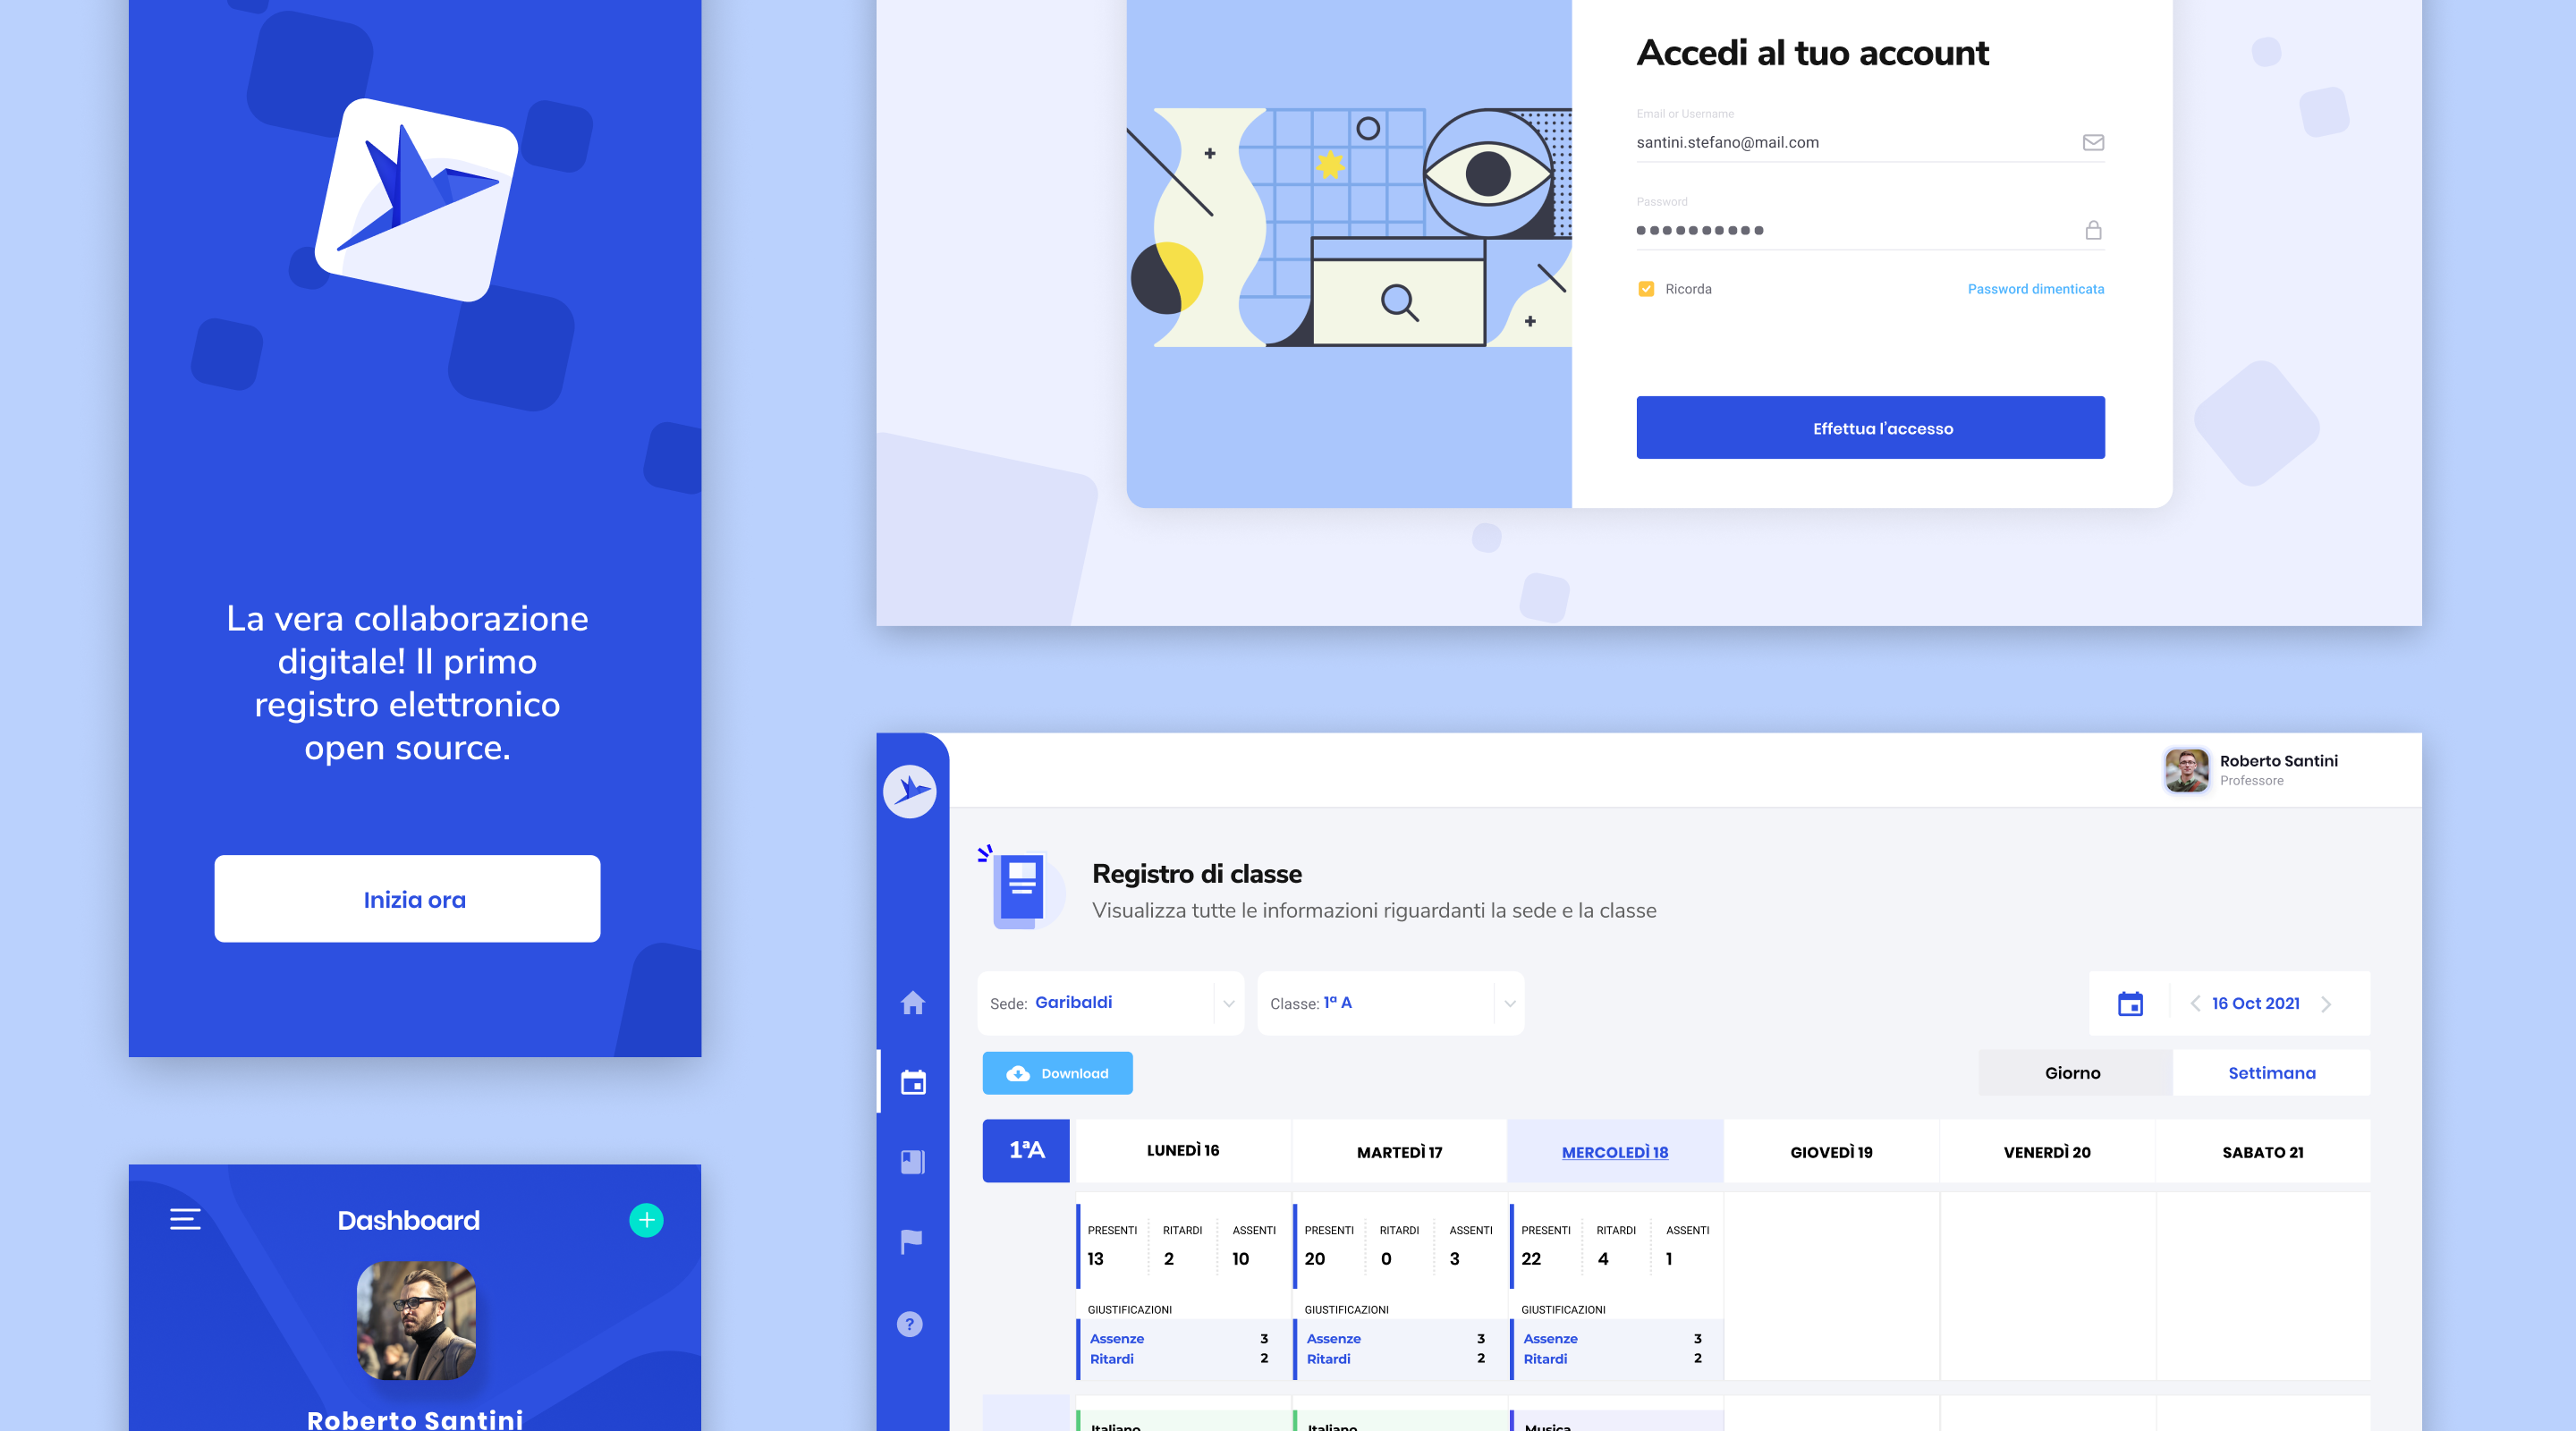 La vera collaborazione
digitale! Il primo
registro elettronico
open source.
Inizia ora
Dashboard
Roberto Santini
Accedi al tuo account
Email or Username
santini.stefano@mail.com
Password
Ricorda
Password dimenticata
Effettua l'accesso
Roberto Santini
Professore
Registro di classe
Visualizza tutte le informazioni riguardanti la sede e la classe
Sede: Garibaldi
Classe: 1ª A
16 Oct 2021
Download
Giorno
Settimana
1ªA
LUNEDÌ 16
MARTEDÌ 17
MERCOLEDÌ 18
GIOVEDÌ 19
VENERDÌ 20
SABATO 21
PRESENTI RITARDI ASSENTI
13 2 10
GIUSTIFICAZIONI
Assenze 3
Ritardi 2
PRESENTI RITARDI ASSENTI
20 0 3
GIUSTIFICAZIONI
Assenze 3
Ritardi 2
PRESENTI RITARDI ASSENTI
22 4 1
GIUSTIFICAZIONI
Assenze 3
Ritardi 2
Italiano
Italiano
Musica